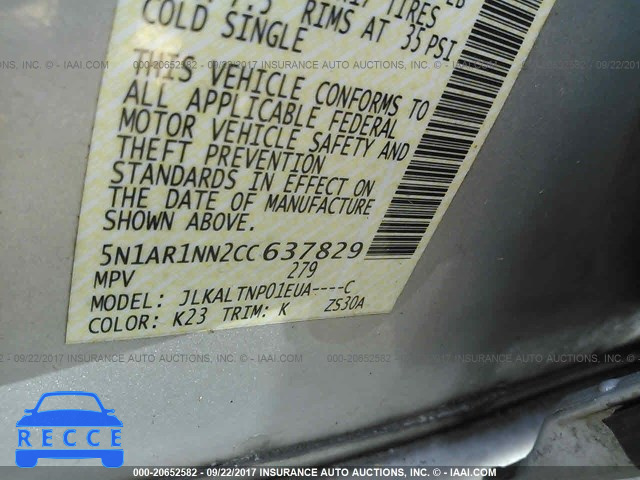 RIMS AT 35 PSI
COLD SINGLE
THIS VEHICLE CONFORMS TO
ALL APPLICABLE FEDERAL
MOTOR VEHICLE SAFETY AND
THEFT PREVENTION
STANDARDS IN EFFECT ON
THE DATE OF MANUFACTURE
SHOWN ABOVE.
5N1AR1NN2CC637829
MPV 279
MODEL: JLKALTNP01EUA----C
COLOR: K23 TRIM: K ZS30A
RECCE
000-20652582 - 09/22/2017 INSURANCE AUTO AUCTIONS, INC. - © - IAAI.COM